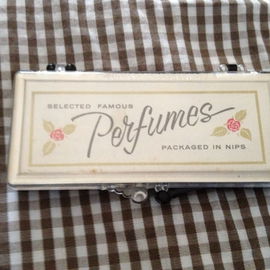 SELECTED FAMOUS
Perfumes
PACKAGED IN NIPS